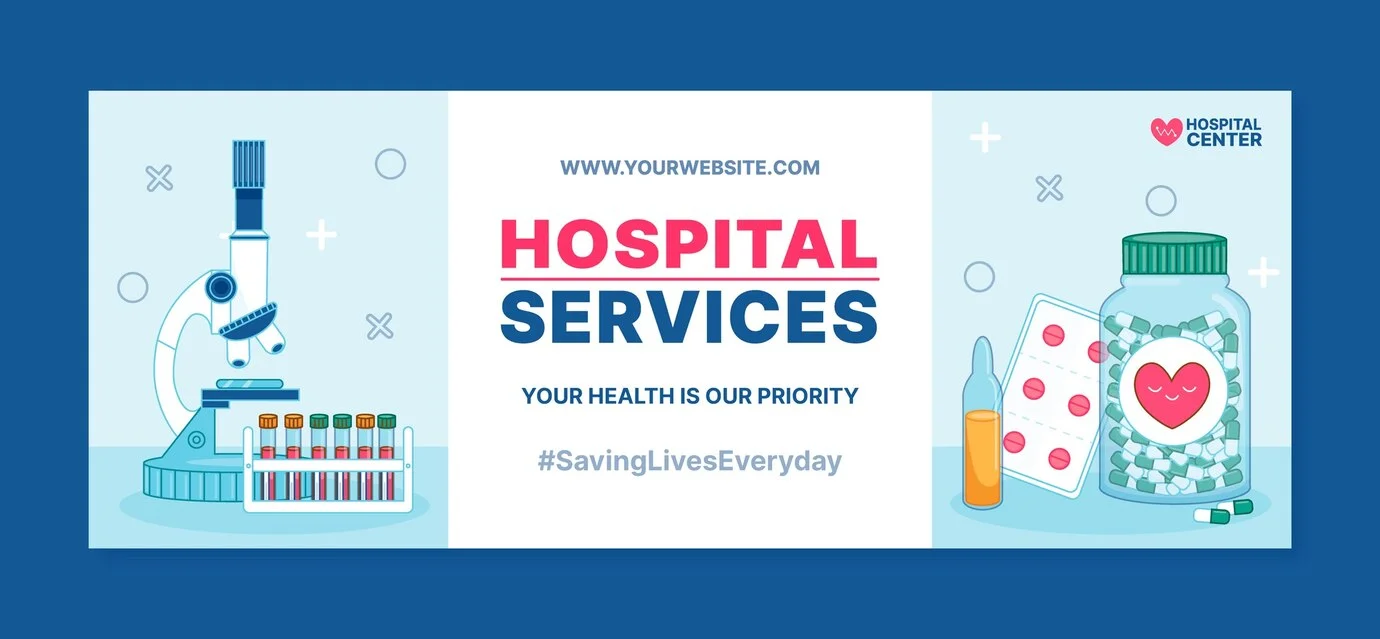 WWW.YOURWEBSITE.COM
HOSPITAL
SERVICES
YOUR HEALTH IS OUR PRIORITY
#SavingLivesEveryday
HOSPITAL
CENTER